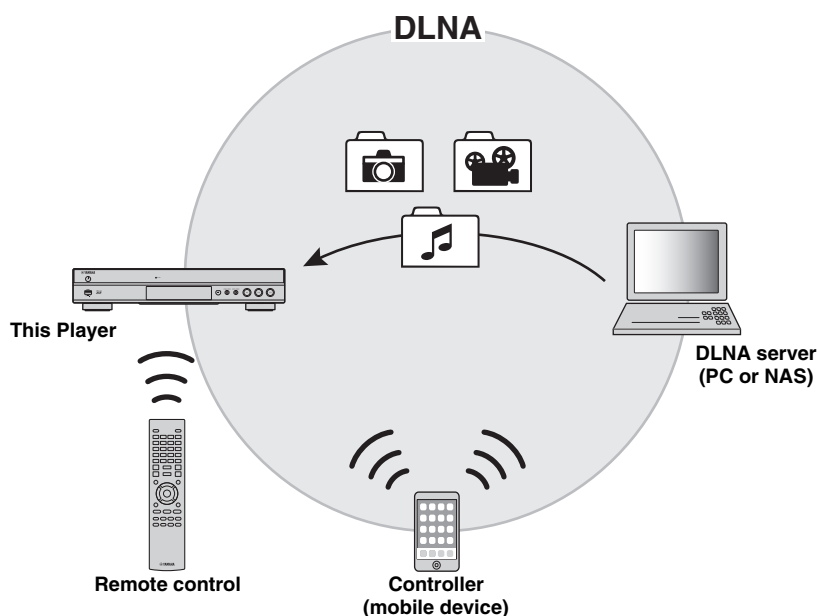 DLNA
This Player
DLNA server
(PC or NAS)
Remote control
Controller
(mobile device)